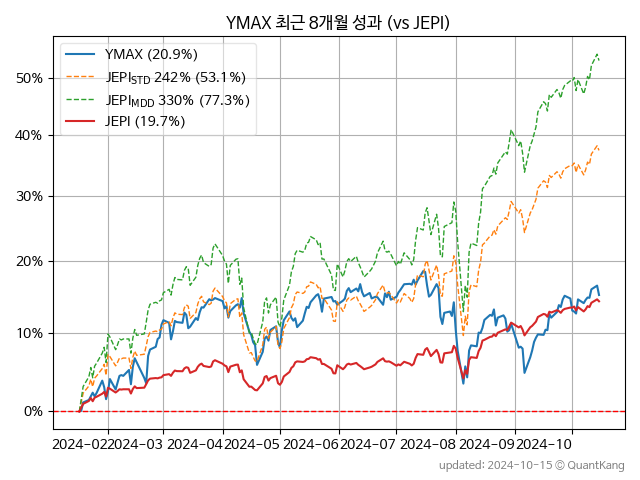 YMAX 최근 8개월 성과 (vs JEPI)
YMAX (20.9%)
JEPI_STD 242% (53.1%)
JEPI_MDD 330% (77.3%)
JEPI (19.7%)
50%
40%
30%
20%
10%
0%
2024-02 2024-03 2024-04 2024-05 2024-06 2024-07 2024-08 2024-09 2024-10
updated: 2024-10-15 © QuantKang